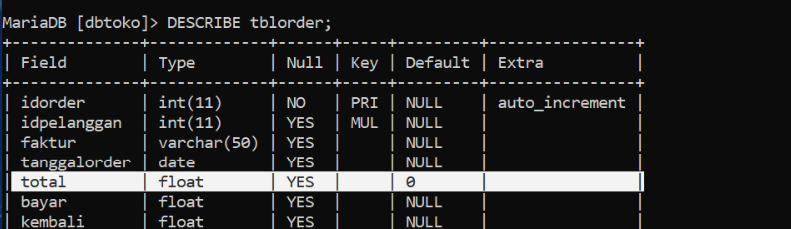 MariaDB [dbtoko]> DESCRIBE tblorder;
+--------------+-------------+------+-----+---------+----------------+
| Field        | Type        | Null | Key | Default | Extra          |
+--------------+-------------+------+-----+---------+----------------+
| idorder      | int(11)     | NO   | PRI | NULL    | auto_increment |
| idpelanggan  | int(11)     | YES  | MUL | NULL    |                |
| faktur       | varchar(50) | YES  |     | NULL    |                |
| tanggalorder | date        | YES  |     | NULL    |                |
| total        | float       | YES  |     | 0       |                |
| bayar        | float       | YES  |     | NULL    |                |
| kembali      | float       | YES  |     | NULL    |                |